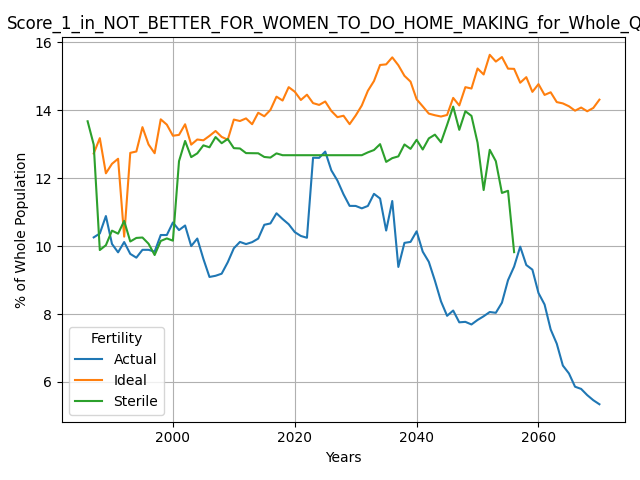 Score_1_in_NOT_BETTER_FOR_WOMEN_TO_DO_HOME_MAKING_for_Whole_Q
16
14
12
10
8
6
% of Whole Population
Fertility
Actual
Ideal
Sterile
2000 2020 2040 2060
Years